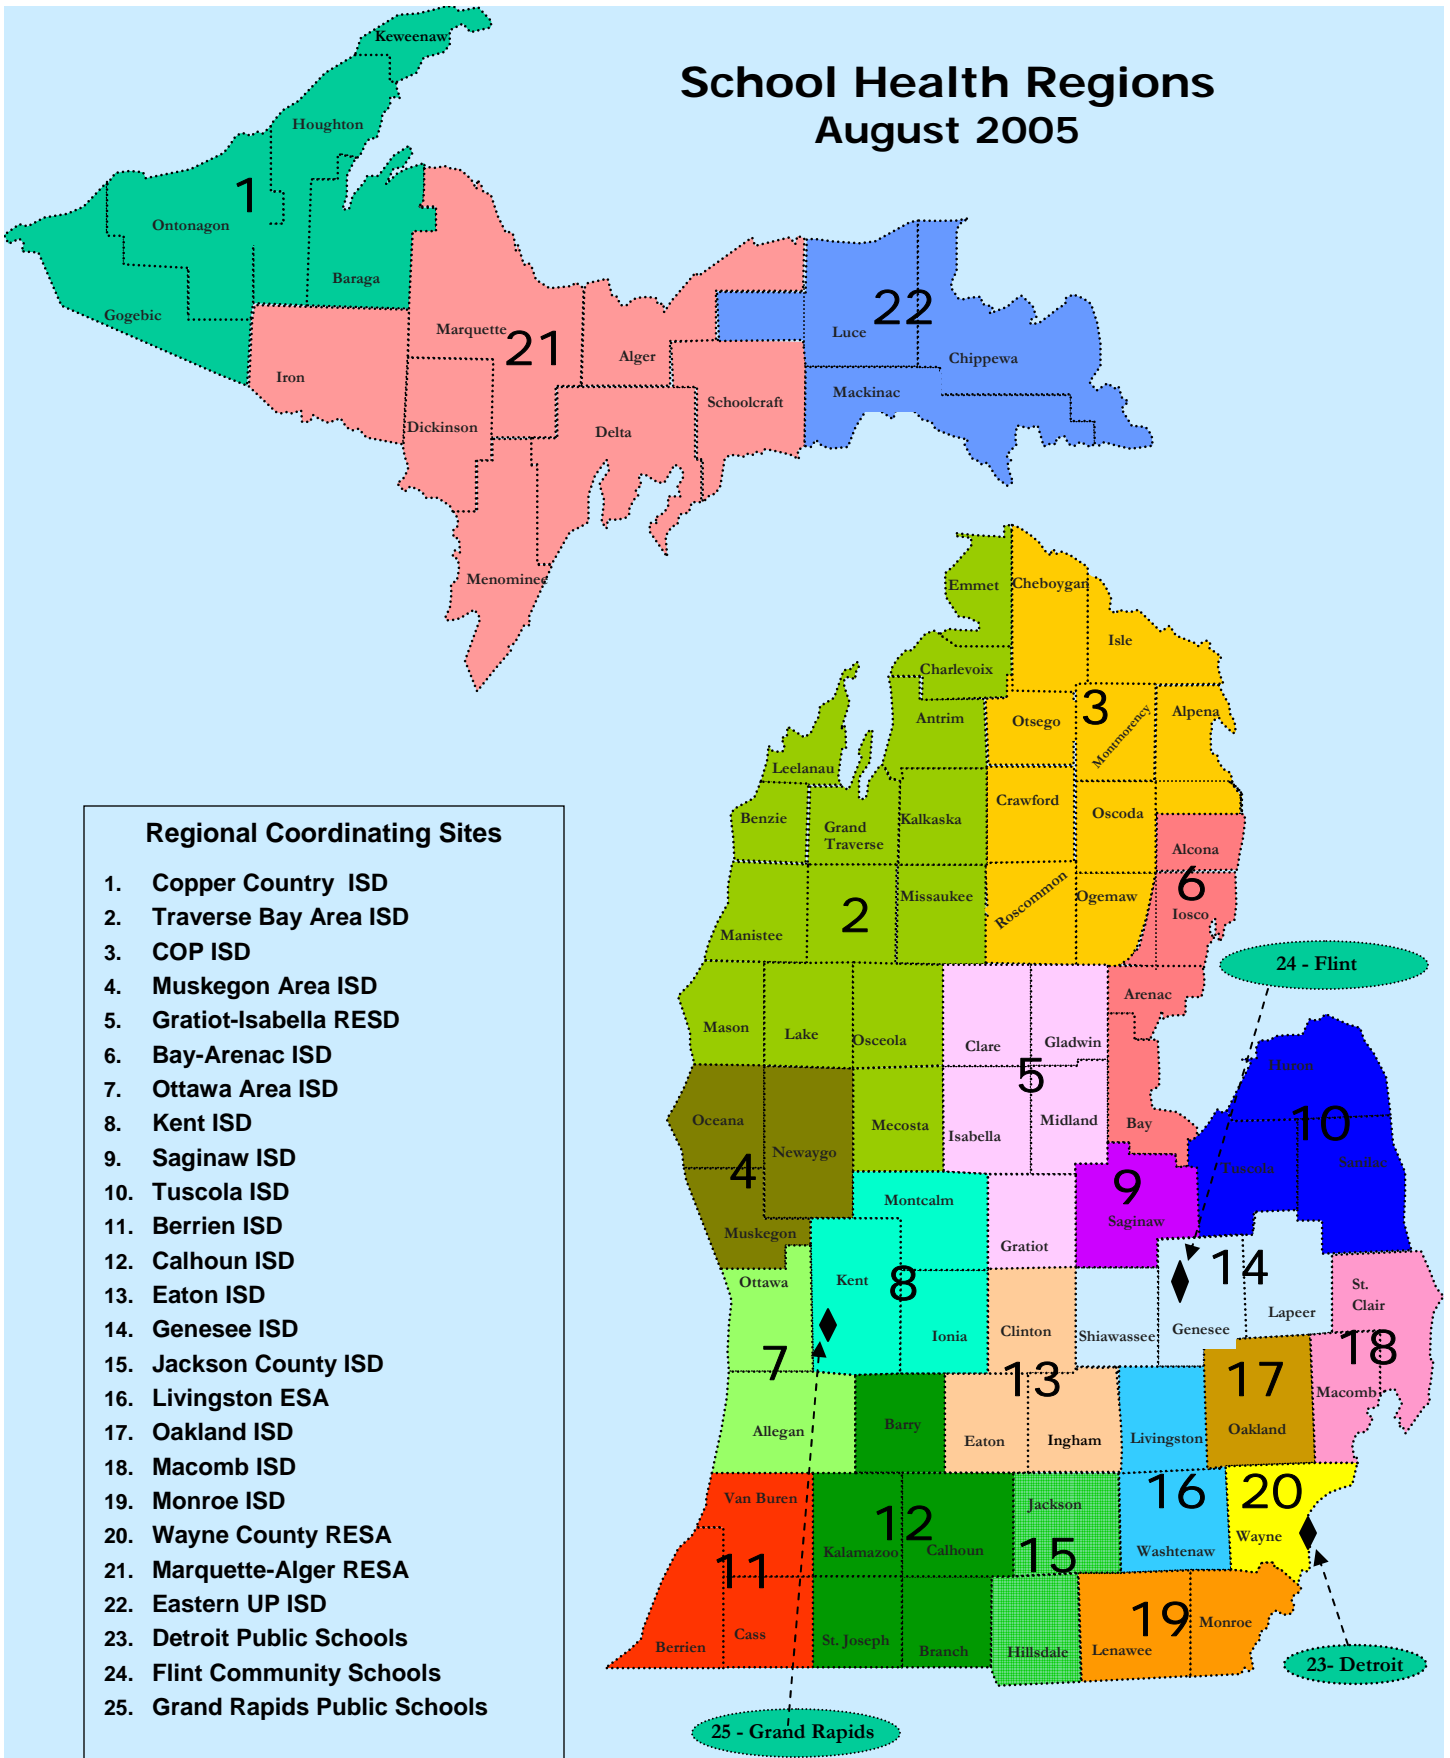 School Health Regions
August 2005
Keweenaw
Houghton
1
Ontonagon
Baraga
Gogebic
Marquette
21
Iron
Alger
Dickinson
Delta
Schoolcraft
Menominee
22
Luce
Chippewa
Mackinac
Emmet
Cheboygan
Isle
Charlevoix
Antrim
Otsego
3
Montmorency
Alpena
Leelanau
Benzie
Grand
Traverse
Kalkaska
Crawford
Oscoda
Alcona
6
Iosco
Manistee
2
Missaukee
Roscommon
Ogemaw
24 - Flint
Arenac
Mason
Lake
Osceola
Clare
Gladwin
5
Huron
Oceana
Newaygo
Mecosta
Isabella
Midland
Bay
10
Tuscola
Sanilac
4
Muskegon
Montcalm
Gratiot
9
Saginaw
Ottawa
Kent
8
Ionia
Clinton
Shiawassee
Genesee
14
Lapeer
St.
Clair
7
13
17
18
Macomb
Allegan
Barry
Eaton
Ingham
Livingston
Oakland
Van Buren
12
Kalamazoo
Calhoun
Jackson
15
16
Washtenaw
20
Wayne
11
Berrien
Cass
St. Joseph
Branch
Hillsdale
Lenawee
19
Monroe
23- Detroit
25 - Grand Rapids
Regional Coordinating Sites
1. Copper Country ISD
2. Traverse Bay Area ISD
3. COP ISD
4. Muskegon Area ISD
5. Gratiot-Isabella RESD
6. Bay-Arenac ISD
7. Ottawa Area ISD
8. Kent ISD
9. Saginaw ISD
10. Tuscola ISD
11. Berrien ISD
12. Calhoun ISD
13. Eaton ISD
14. Genesee ISD
15. Jackson County ISD
16. Livingston ESA
17. Oakland ISD
18. Macomb ISD
19. Monroe ISD
20. Wayne County RESA
21. Marquette-Alger RESA
22. Eastern UP ISD
23. Detroit Public Schools
24. Flint Community Schools
25. Grand Rapids Public Schools